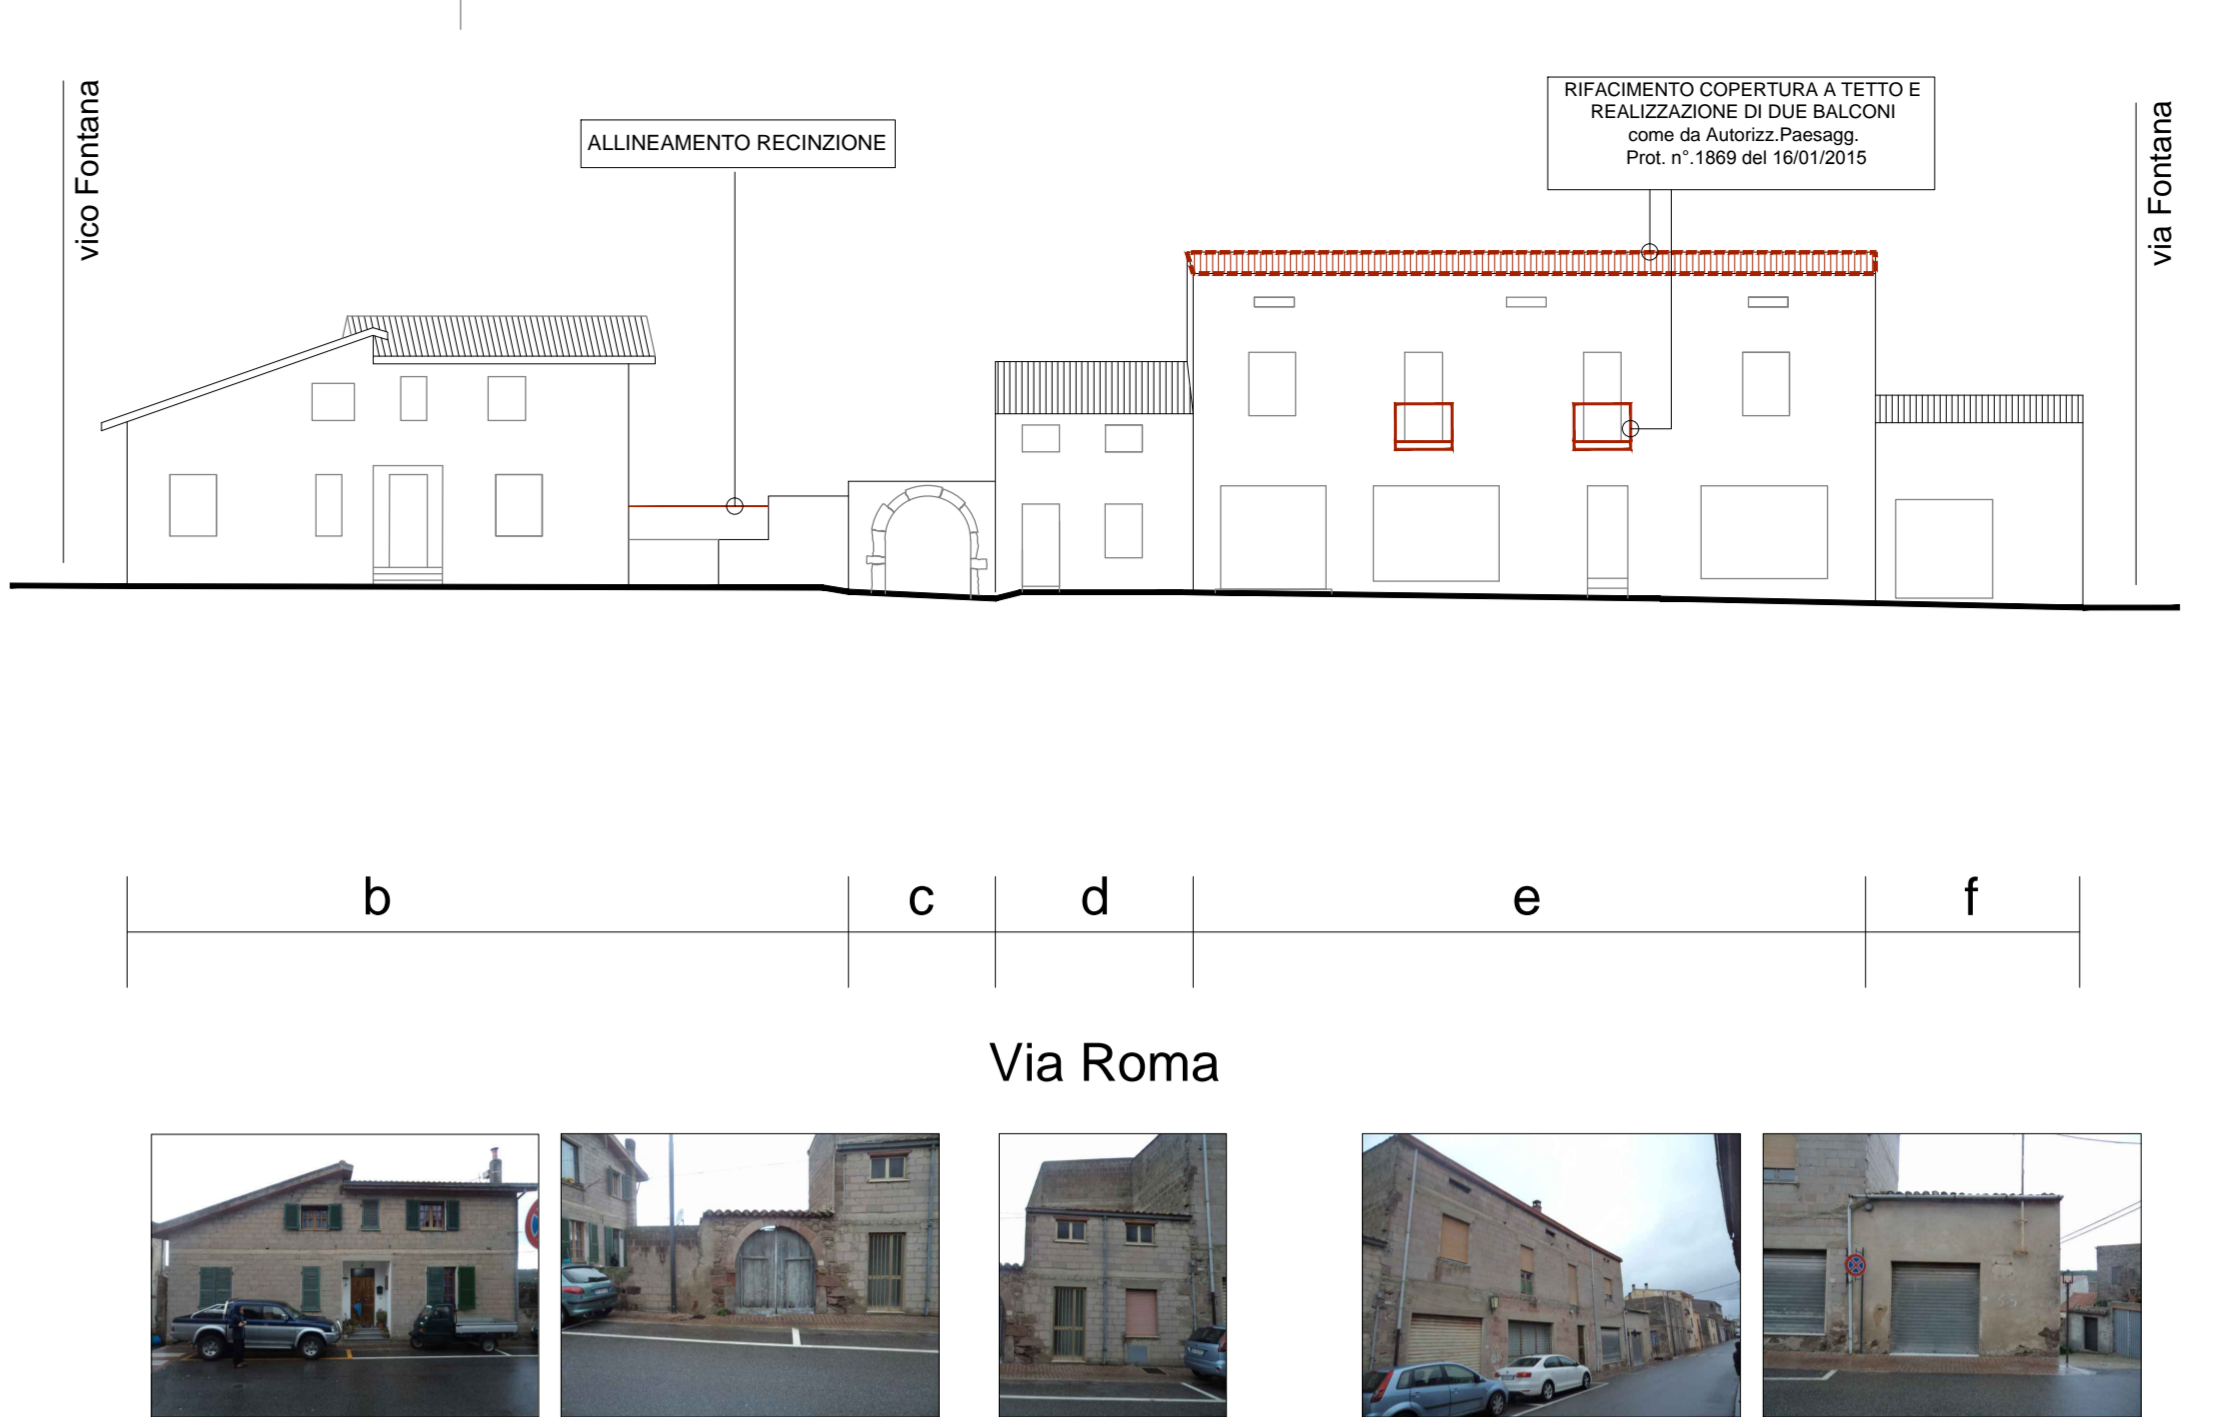 vico Fontana
ALLINEAMENTO RECINZIONE
RIFACIMENTO COPERTURA A TETTO E
REALIZZAZIONE DI DUE BALCONI
come da Autorizz.Paesagg.
Prot. n°.1869 del 16/01/2015
via Fontana
b
c
d
e
f
Via Roma